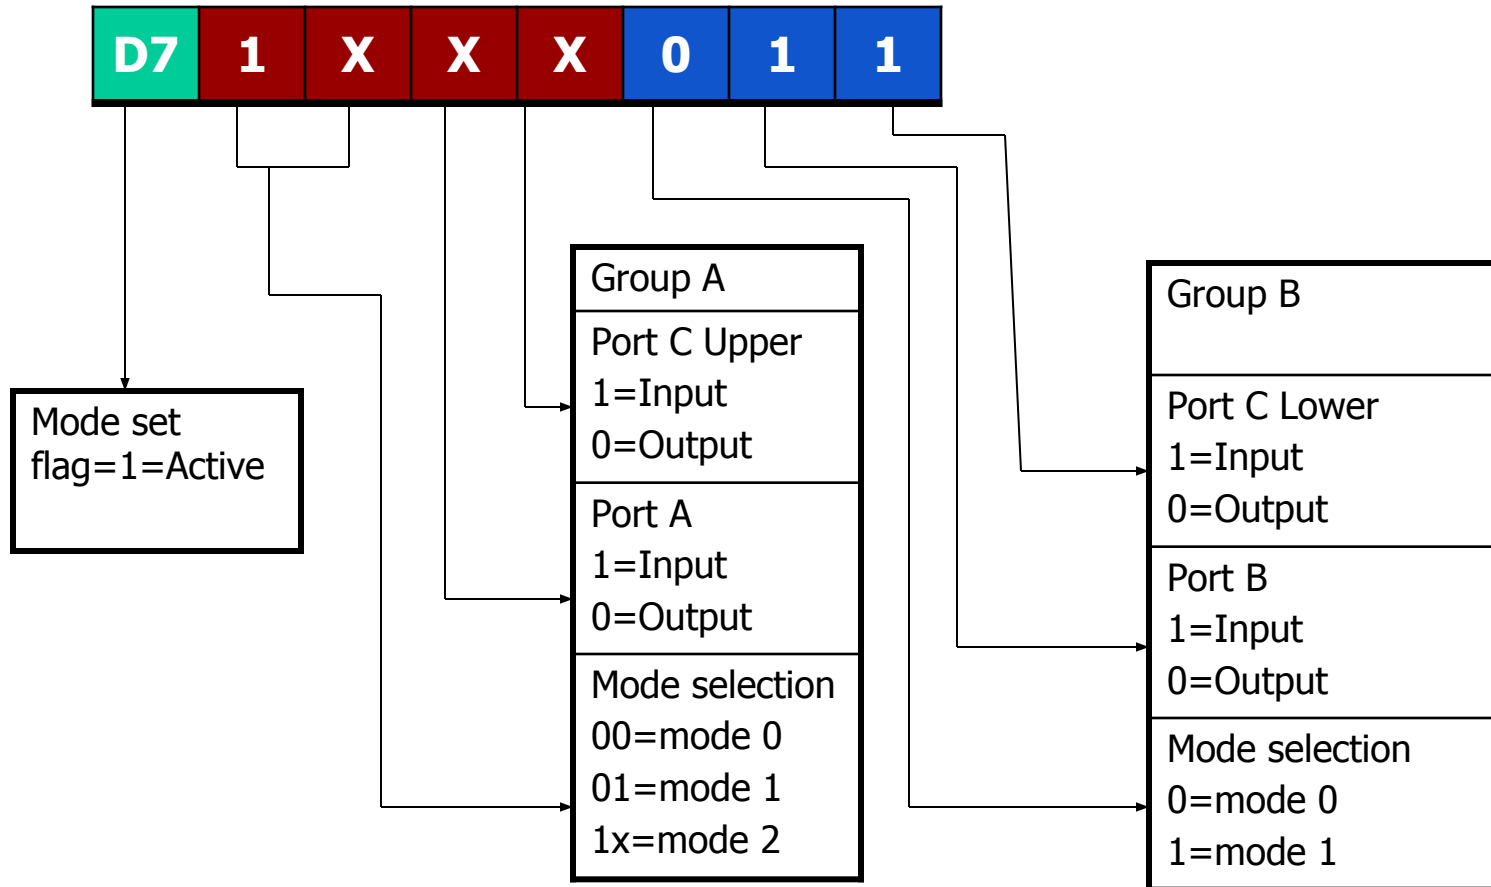 D7 1 X X X 0 1 1
Mode set
flag=1=Active
Group A
Port C Upper
1=Input
0=Output
Port A
1=Input
0=Output
Mode selection
00=mode 0
01=mode 1
1x=mode 2
Group B
Port C Lower
1=Input
0=Output
Port B
1=Input
0=Output
Mode selection
0=mode 0
1=mode 1